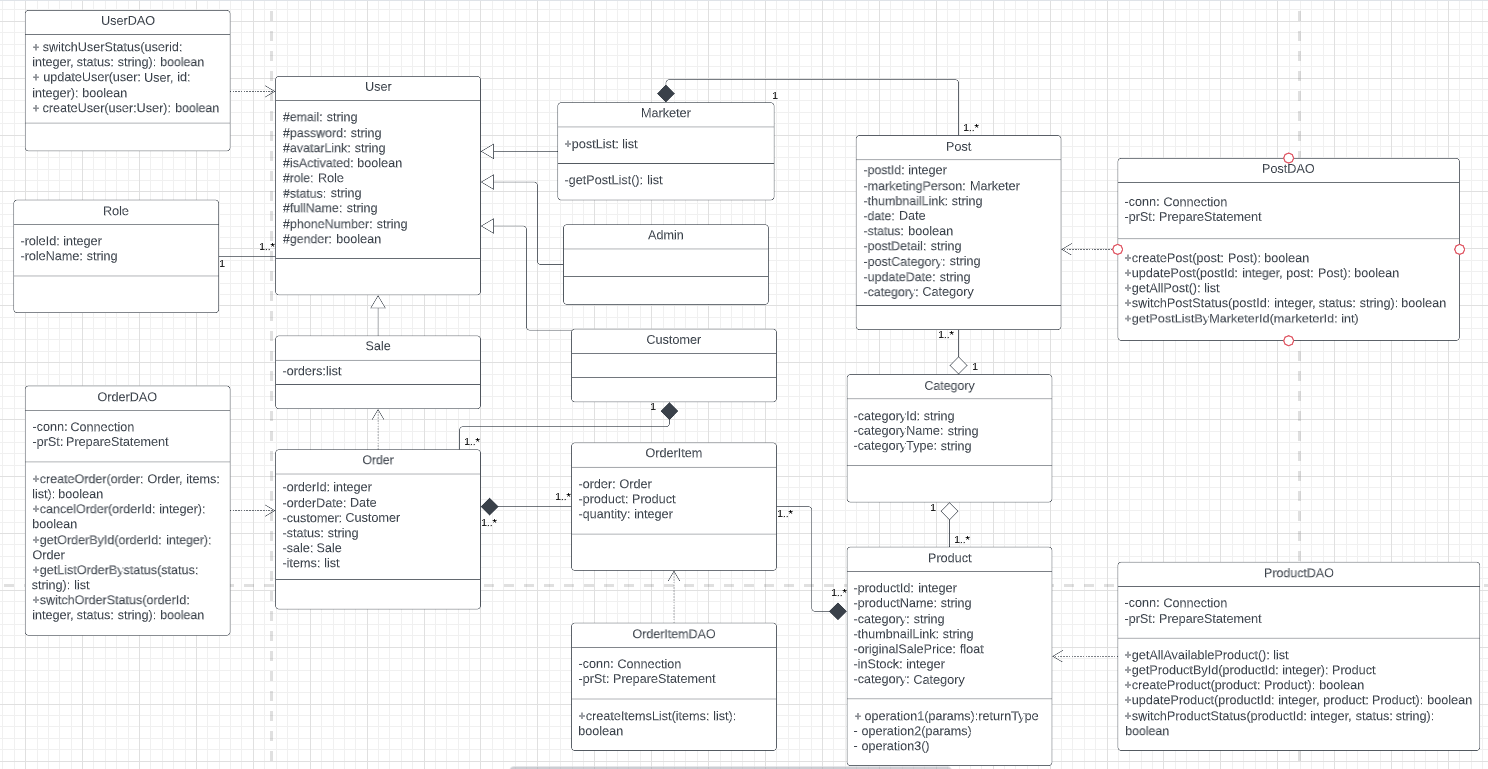 UserDAO
+ switchUserStatus(userid:
integer, status: string): boolean
+ updateUser(user: User, id:
integer): boolean
+ createUser(user:User): boolean
User
#email: string
#password: string
#avatarLink: string
#isActivated: boolean
#role: Role
#status: string
#fullName: string
#phoneNumber: string
#gender: boolean
Role
-roleId: integer
-roleName: string
1
1..*
Marketer
+postList: list
-getPostList(): list
1
1..*
Admin
Customer
1
1..*
Sale
-orders:list
Post
-postId: integer
-marketingPerson: Marketer
-thumbnailLink: string
-date: Date
-status: boolean
-postDetail: string
-postCategory: string
-updateDate: string
-category: Category
1..*
1
PostDAO
-conn: Connection
-prSt: PrepareStatement
+createPost(post: Post): boolean
+updatePost(postId: integer, post: Post): boolean
+getAllPost(): list
+switchPostStatus(postId: integer, status: string): boolean
+getPostListByMarketerId(marketerId: int)
Category
-categoryId: string
-categoryName: string
-categoryType: string
1
1..*
OrderDAO
-conn: Connection
-prSt: PrepareStatement
+createOrder(order: Order, items:
list): boolean
+cancelOrder(orderId: integer):
boolean
+getOrderById(orderId: integer):
Order
+getListOrderBystatus(status:
string): list
+switchOrderStatus(orderId:
integer, status: string): boolean
Order
-orderId: integer
-orderDate: Date
-customer: Customer
-status: string
-sale: Sale
-items: list
1..*
1..*
OrderItem
-order: Order
-product: Product
-quantity: integer
1..*
1..*
OrderItemDAO
-conn: Connection
-prSt: PrepareStatement
+createItemsList(items: list):
boolean
Product
-productId: integer
-productName: string
-category: string
-thumbnailLink: string
-originalSalePrice: float
-inStock: integer
-category: Category
+ operation1(params):returnType
- operation2(params)
- operation3()
ProductDAO
-conn: Connection
-prSt: PrepareStatement
+getAllAvailableProduct(): list
+getProductById(productId: integer): Product
+createProduct(product: Product): boolean
+updateProduct(productId: integer, product: Product): boolean
+switchProductStatus(productId: integer, status: string):
boolean